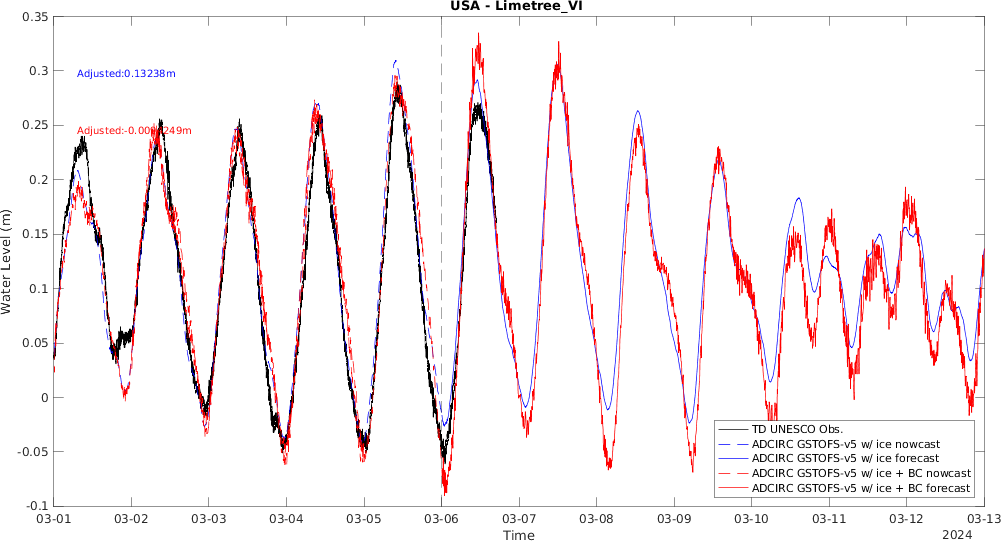 USA - Limetree_VI
0.35
0.3
0.25
0.2
0.15
0.1
0.05
0
-0.05
-0.1
Water Level (m)
Adjusted:0.13238m
TD UNESCO Obs.
ADCIRC GSTOFS-v5 w/ ice nowcast
ADCIRC GSTOFS-v5 w/ ice forecast
ADCIRC GSTOFS-v5 w/ ice + BC nowcast
ADCIRC GSTOFS-v5 w/ ice + BC forecast
03-01 03-02 03-03 03-04 03-05 03-06 03-07 03-08 03-09 03-10 03-11 03-12 03-13
Time
2024